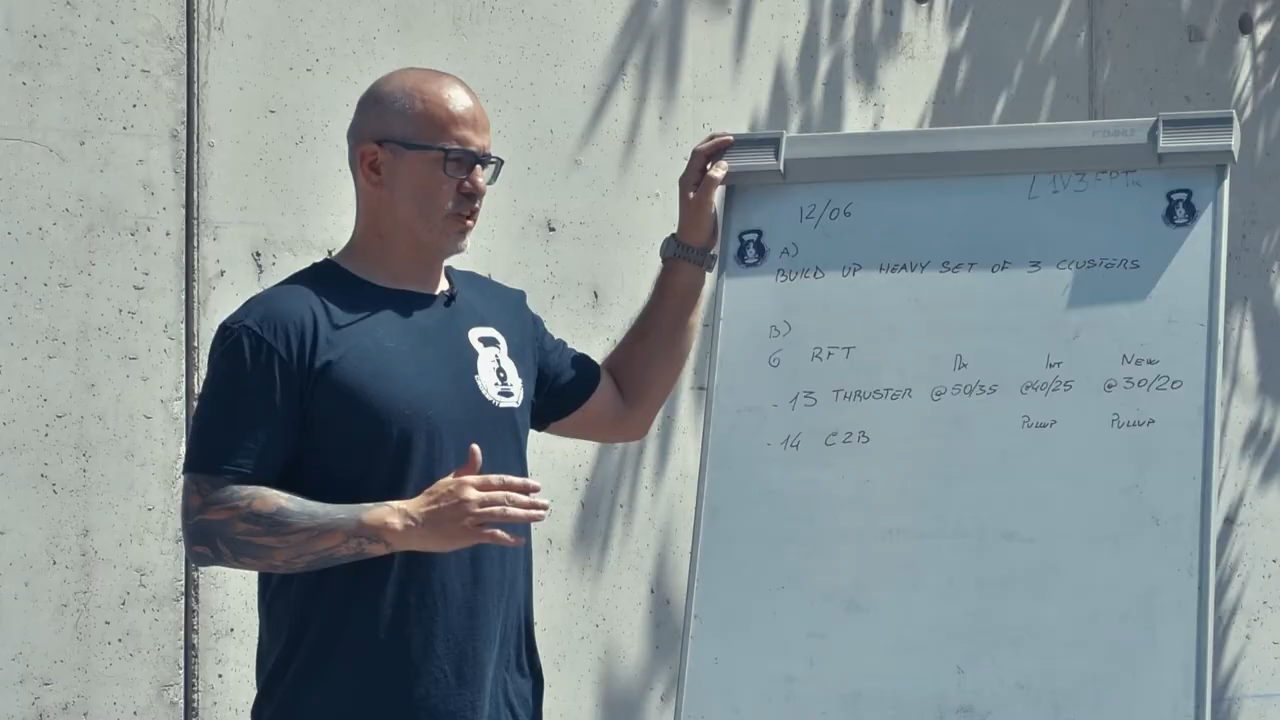 12/06
A)
BUILD UP HEAVY SET OF 3 CLUSTERS
B)
6 RFT
Rx Int New
- 13 THRUSTER @50/35 @40/25 @30/20
- 14 C2B Pullup Pullup